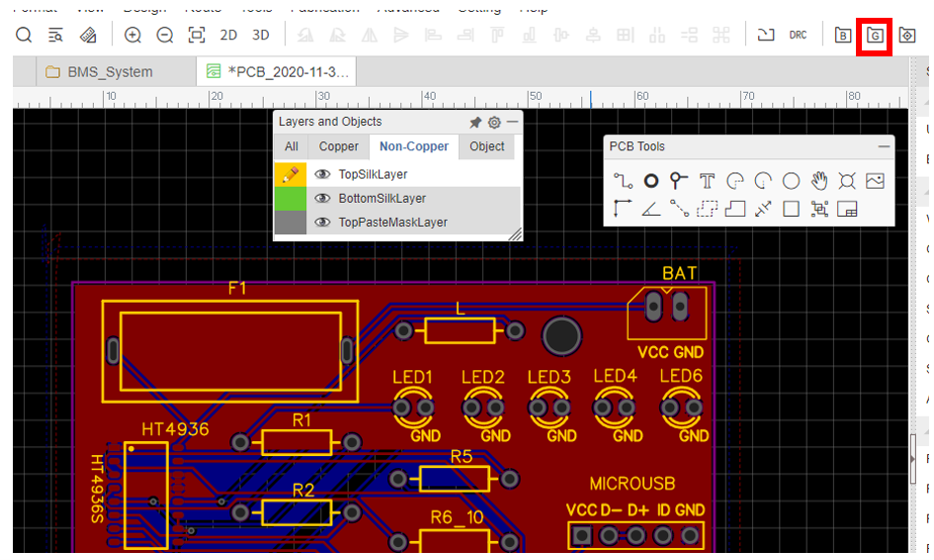 Format View Design Route Tools Fabrication Advanced Setting Help
2D 3D DRC B G
BMS_System *PCB_2020-11-3...
10 20 30 40 50 60 70 80
Layers and Objects
All Copper Non-Copper Object
TopSilkLayer
BottomSilkLayer
TopPasteMaskLayer
PCB Tools
T
BAT
F1
L
VCC GND
LED1 LED2 LED3 LED4 LED6
GND GND GND GND GND
HT4936
R1
HT4936S
R5
R2
MICROUSB
VCC D- D+ ID GND
R6_10